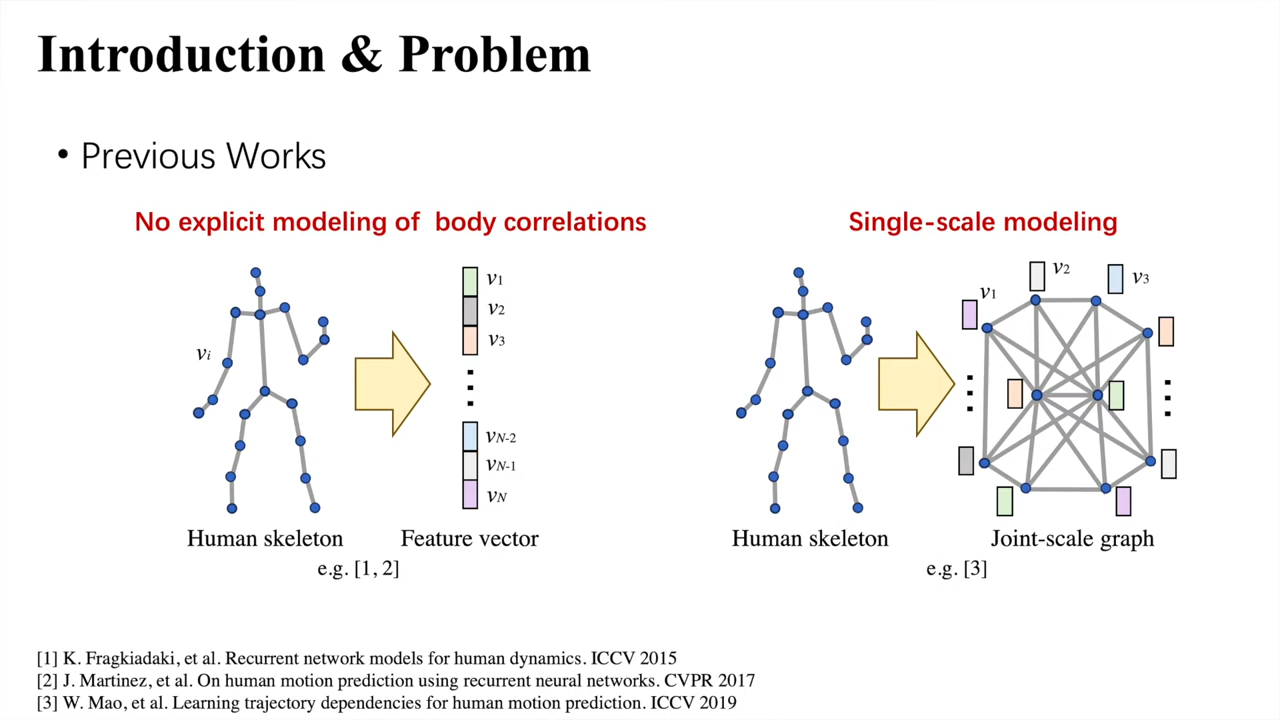 Introduction & Problem
• Previous Works
No explicit modeling of body correlations
vi
v1
v2
v3
vN-2
vN-1
vN
Human skeleton
Feature vector
e.g. [1, 2]
Single-scale modeling
v1
v2
v3
Human skeleton
Joint-scale graph
e.g. [3]
[1] K. Fragkiadaki, et al. Recurrent network models for human dynamics. ICCV 2015
[2] J. Martinez, et al. On human motion prediction using recurrent neural networks. CVPR 2017
[3] W. Mao, et al. Learning trajectory dependencies for human motion prediction. ICCV 2019